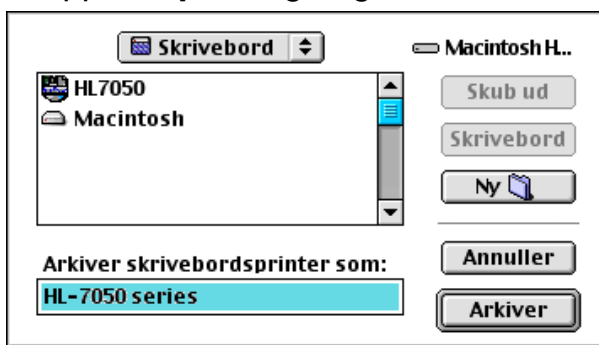 Skrivebord
Macintosh H...
HL7050
Macintosh
Skub ud
Skrivebord
Ny
Arkiver skrivebordsprinter som:
HL-7050 series
Annuller
Arkiver